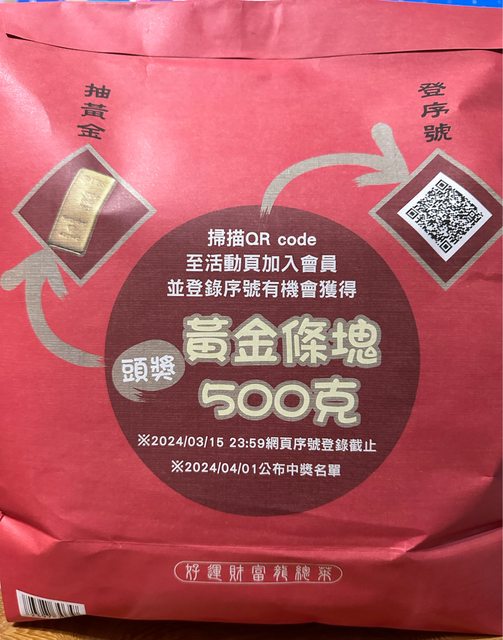 抽黃金
登序號
掃描QR code
至活動頁加入會員
並登錄序號有機會獲得
頭獎
黃金條塊
500克
※2024/03/15 23:59網頁序號登錄截止
※2024/04/01公布中獎名單
好運財富龍總萊